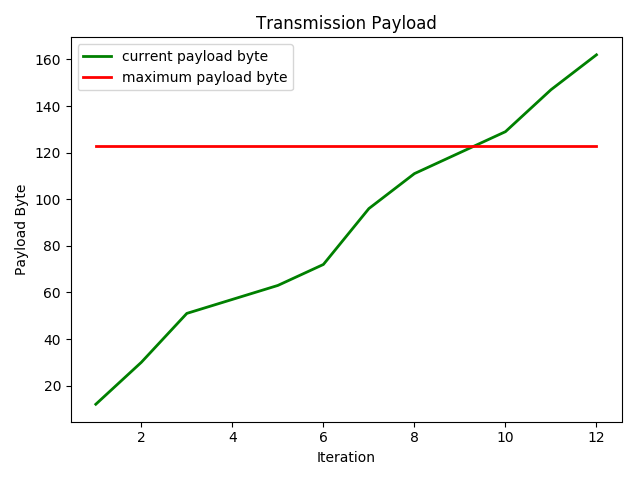 Transmission Payload
current payload byte
maximum payload byte
160
140
120
100
80
60
40
20
Payload Byte
2 4 6 8 10 12
Iteration